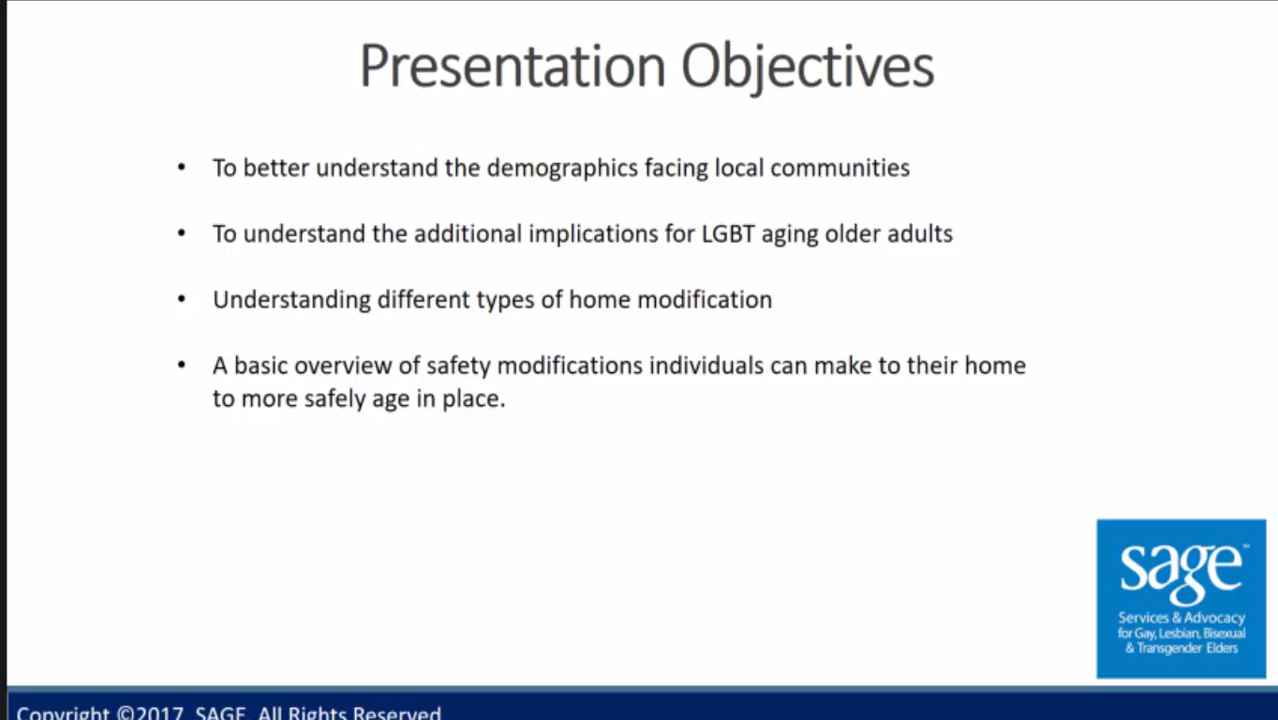 Presentation Objectives
• To better understand the demographics facing local communities
• To understand the additional implications for LGBT aging older adults
• Understanding different types of home modification
• A basic overview of safety modifications individuals can make to their home
to more safely age in place.
sage™
Services & Advocacy
for Gay, Lesbian, Bisexual
& Transgender Elders
Copyright ©2017. SAGE. All Rights Reserved